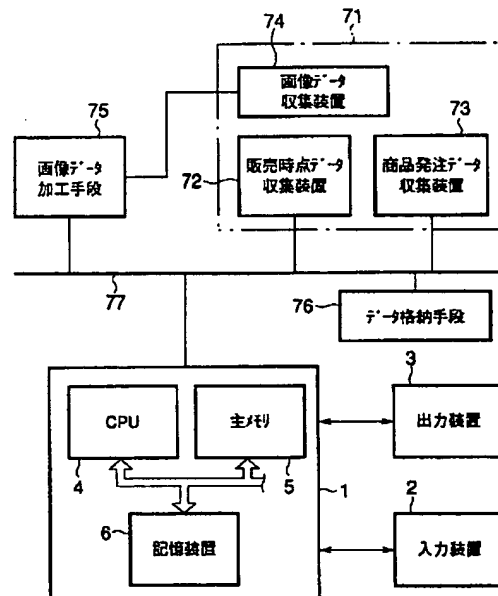 71
74
画像データ
収集装置
75
画像データ
加工手段
73
販売時点データ
収集装置
72
商品発注データ
収集装置
77
76
データ格納手段
3
CPU
主メモリ
出力装置
4
5
1
2
6
記憶装置
入力装置